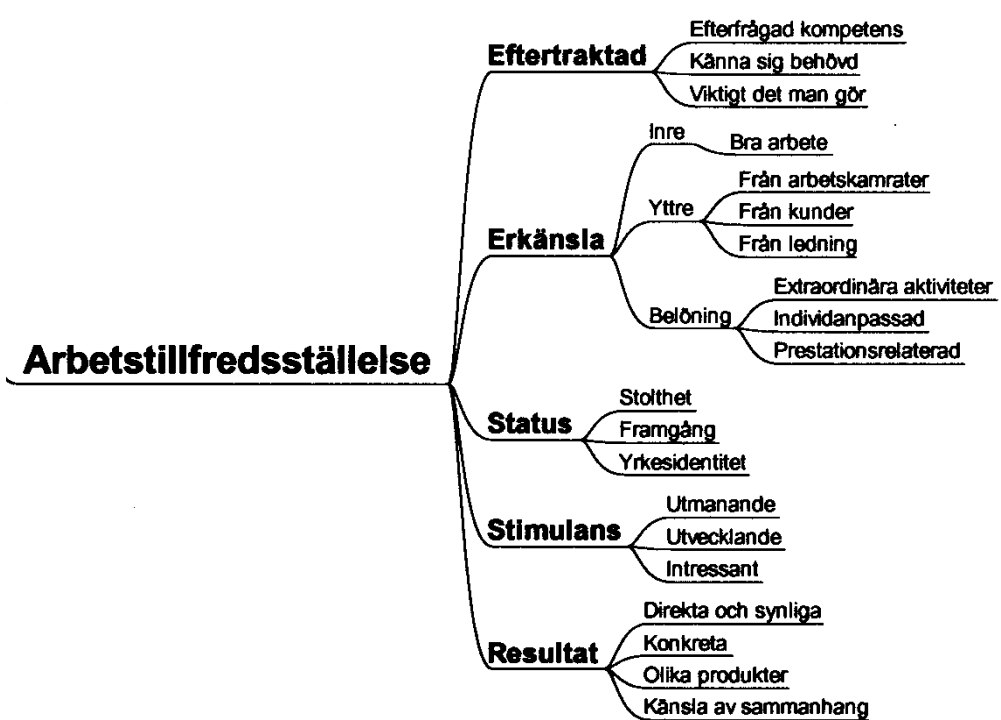 Arbetstillfredsställelse
Eftertraktad
Efterfrågad kompetens
Känna sig behövd
Viktigt det man gör
Erkänsla
Inre
Bra arbete
Yttre
Från arbetskamrater
Från kunder
Från ledning
Belöning
Extraordinära aktiviteter
Individanpassad
Prestationsrelaterad
Status
Stolthet
Framgång
Yrkesidentitet
Stimulans
Utmanande
Utvecklande
Intressant
Resultat
Direkta och synliga
Konkreta
Olika produkter
Känsla av sammanhang